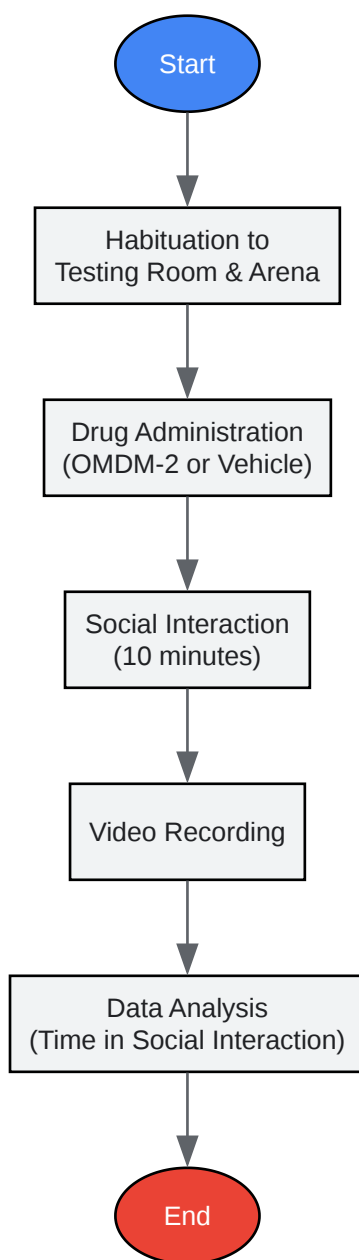 Start
Habituation to
Testing Room & Arena
Drug Administration
(OMDM-2 or Vehicle)
Social Interaction
(10 minutes)
Video Recording
Data Analysis
(Time in Social Interaction)
End